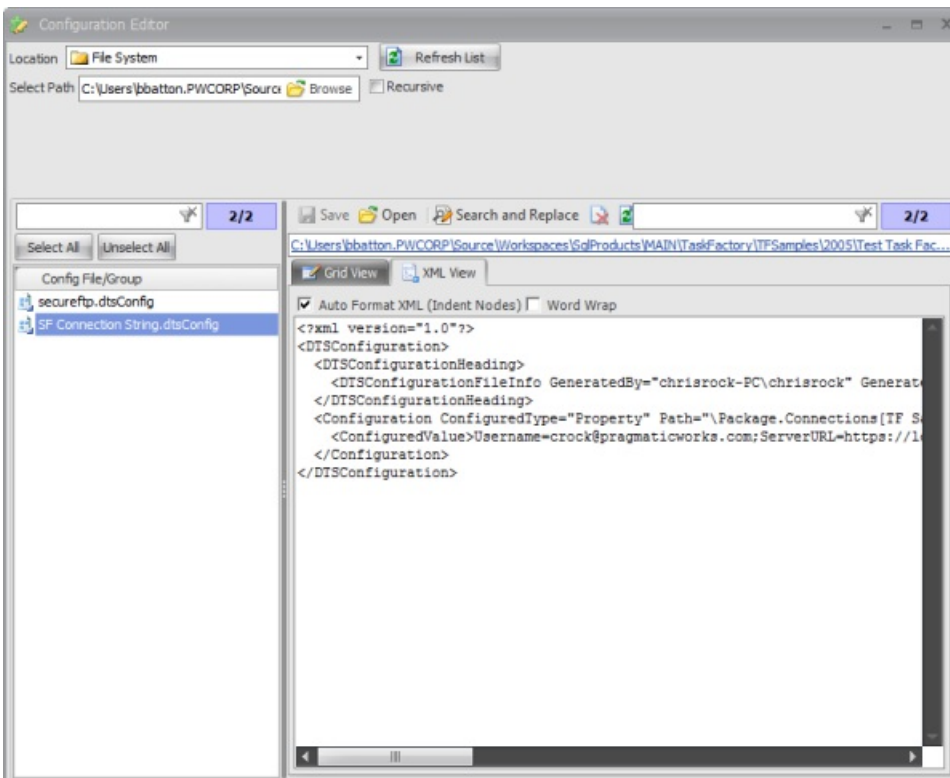 Configuration Editor
Location File System Refresh List
Select Path C:\Users\bbatton.PWCORP\Source Browse Recursive
2/2 Save Open Search and Replace 2/2
Select All Unselect All C:\Users\bbatton.PWCORP\Source\Workspaces\SqlProducts\MAIN\TaskFactory\TFSamples\2005\Test Task Fac...
Config File/Group Grid View XML View
secureftp.dtsConfig Auto Format XML (Indent Nodes) Word Wrap
SF Connection String.dtsConfig
<?xml version="1.0"?>
<DTSConfiguration>
<DTSConfigurationHeading>
<DTSConfigurationFileInfo GeneratedBy="chrisrock-PC\chrisrock" Generate
</DTSConfigurationHeading>
<Configuration ConfiguredType="Property" Path="\Package.Connections[TF S
<ConfiguredValue>Username=crock@pragmaticworks.com;ServerURL=https://l
</Configuration>
</DTSConfiguration>